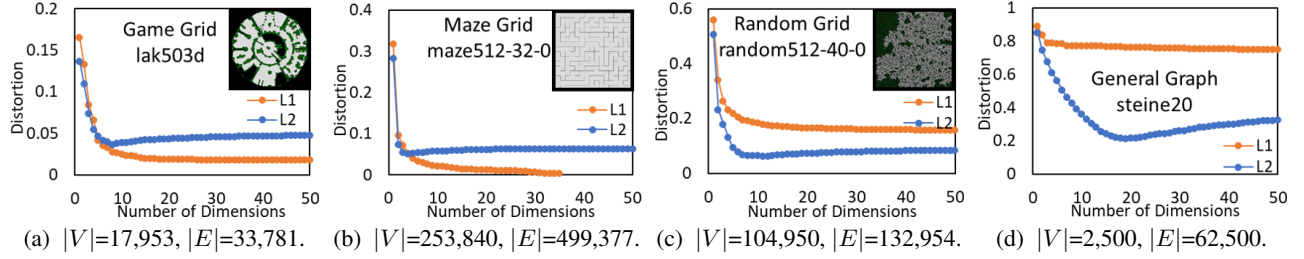 0.2
0.15
0.1
0.05
0
Distortion
Game Grid
lak503d
L1
L2
0 10 20 30 40 50
Number of Dimensions
(a) |V|=17,953, |E|=33,781.
0.4
0.3
0.2
0.1
0
Distortion
Maze Grid
maze512-32-0
L1
L2
0 10 20 30 40 50
Number of Dimensions
(b) |V|=253,840, |E|=499,377.
0.6
0.4
0.2
0
Distortion
Random Grid
random512-40-0
L1
L2
0 10 20 30 40 50
Number of Dimensions
(c) |V|=104,950, |E|=132,954.
1
0.8
0.6
0.4
0.2
0
Distortion
General Graph
steine20
L1
L2
0 10 20 30 40 50
Number of Dimensions
(d) |V|=2,500, |E|=62,500.